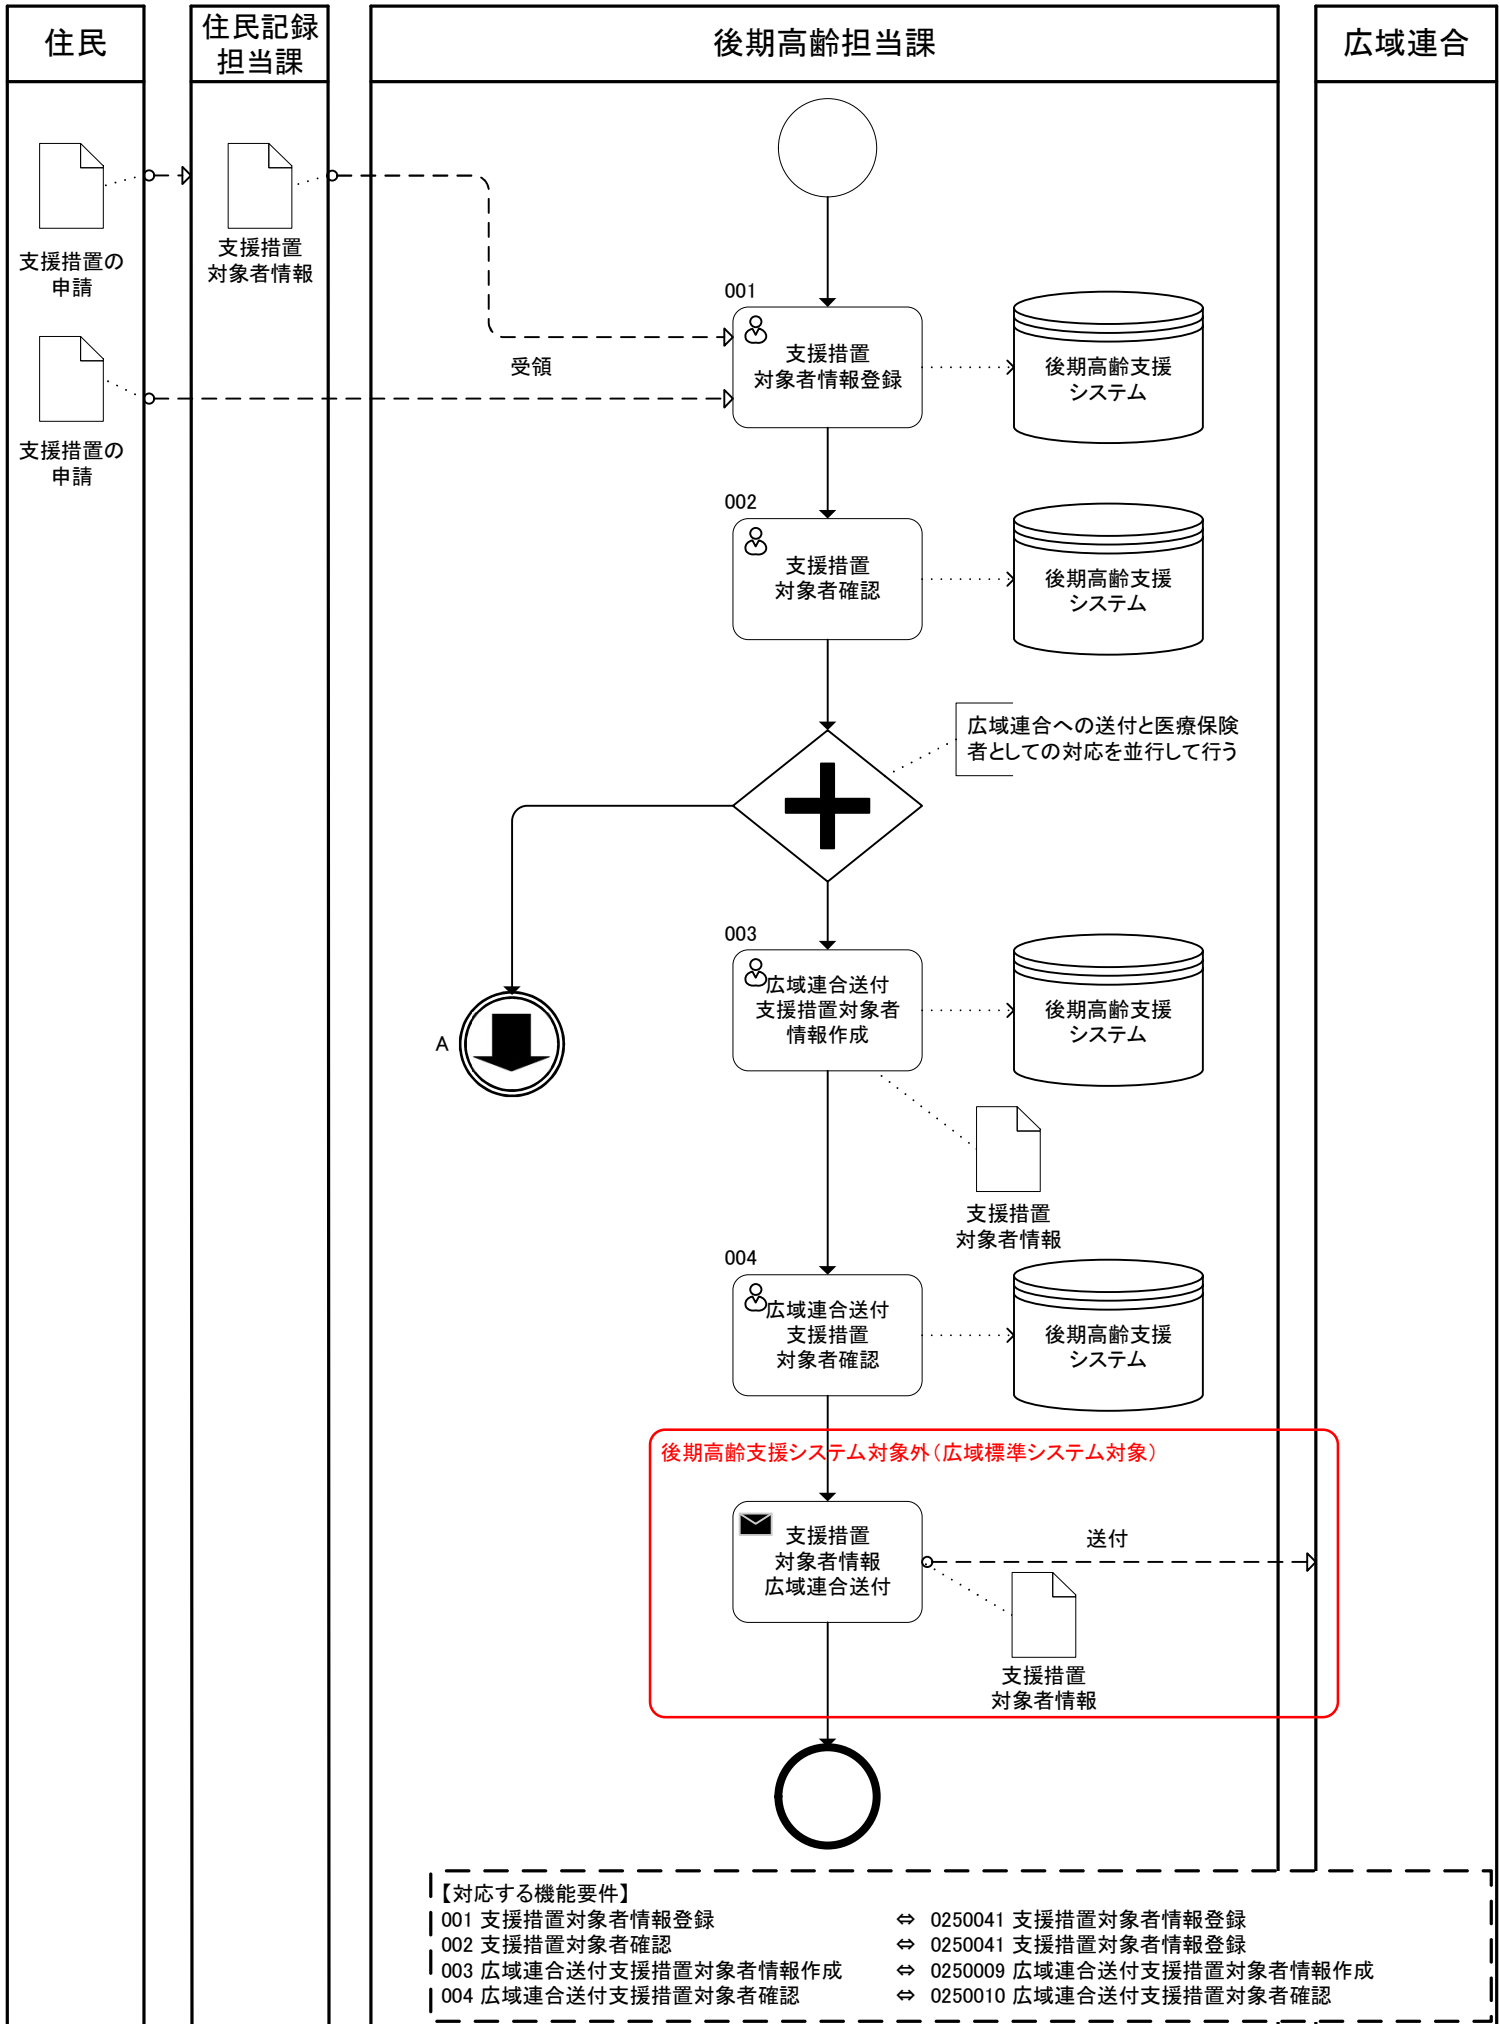 住民
住民記録
担当課
後期高齢担当課
広域連合
支援措置の
申請
支援措置
対象者情報
支援措置の
申請
受領
001
支援措置
対象者情報登録
後期高齢支援
システム
002
支援措置
対象者確認
後期高齢支援
システム
広域連合への送付と医療保険
者としての対応を並行して行う
A
003
広域連合送付
支援措置対象者
情報作成
後期高齢支援
システム
支援措置
対象者情報
004
広域連合送付
支援措置
対象者確認
後期高齢支援
システム
後期高齢支援システム対象外（広域標準システム対象）
支援措置
対象者情報
広域連合送付
送付
支援措置
対象者情報
【対応する機能要件】
001 支援措置対象者情報登録 ⇔ 0250041 支援措置対象者情報登録
002 支援措置対象者確認 ⇔ 0250041 支援措置対象者情報登録
003 広域連合送付支援措置対象者情報作成 ⇔ 0250009 広域連合送付支援措置対象者情報作成
004 広域連合送付支援措置対象者確認 ⇔ 0250010 広域連合送付支援措置対象者確認